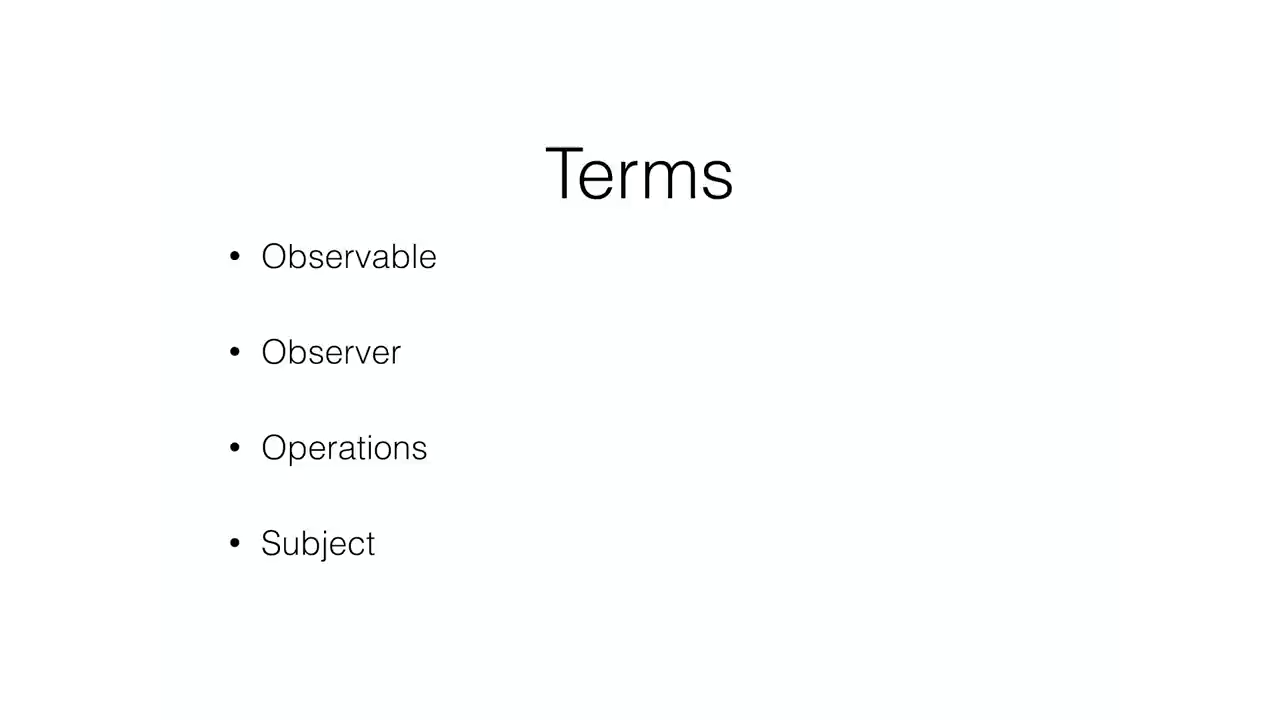 Terms
• Observable
• Observer
• Operations
• Subject